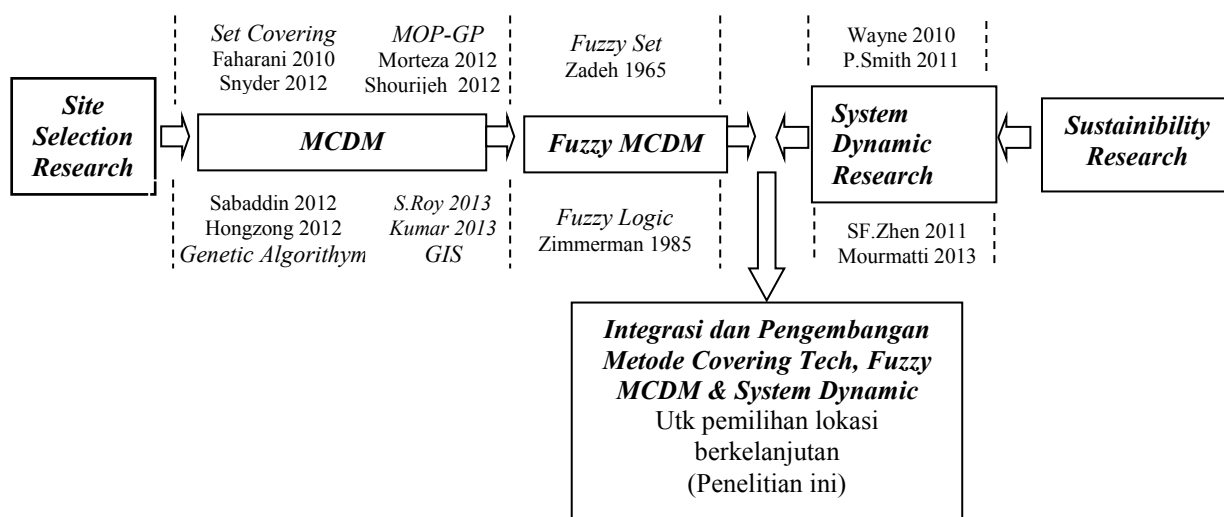 Set Covering
Faharani 2010
Snyder 2012
MOP-GP
Morteza 2012
Shourijeh 2012
Fuzzy Set
Zadeh 1965
Wayne 2010
P.Smith 2011
Site
Selection
Research
MCDM
Fuzzy MCDM
System
Dynamic
Research
Sustainibility
Research
Sabaddin 2012
Hongzong 2012
Genetic Algorithym
S.Roy 2013
Kumar 2013
GIS
Fuzzy Logic
Zimmerman 1985
SF.Zhen 2011
Mourmatti 2013
Integrasi dan Pengembangan
Metode Covering Tech, Fuzzy
MCDM & System Dynamic
Utk pemilihan lokasi
berkelanjutan
(Penelitian ini)